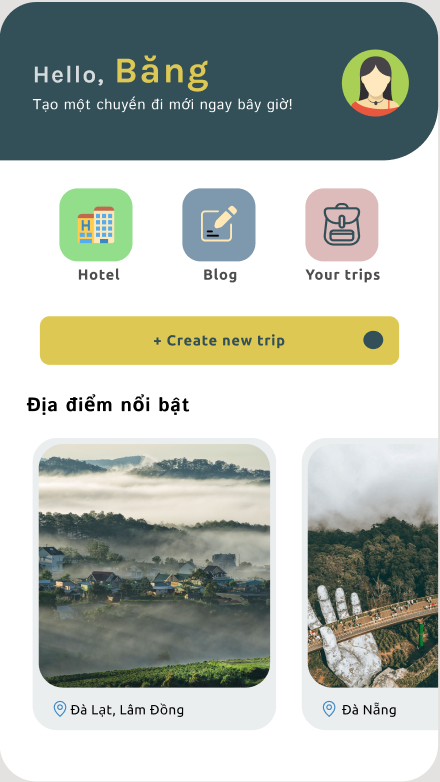 Hello, Băng
Tạo một chuyến đi mới ngay bây giờ!
H
Hotel
Blog
Your trips
+ Create new trip
Địa điểm nổi bật
Đà Lạt, Lâm Đồng
Đà Nẵng